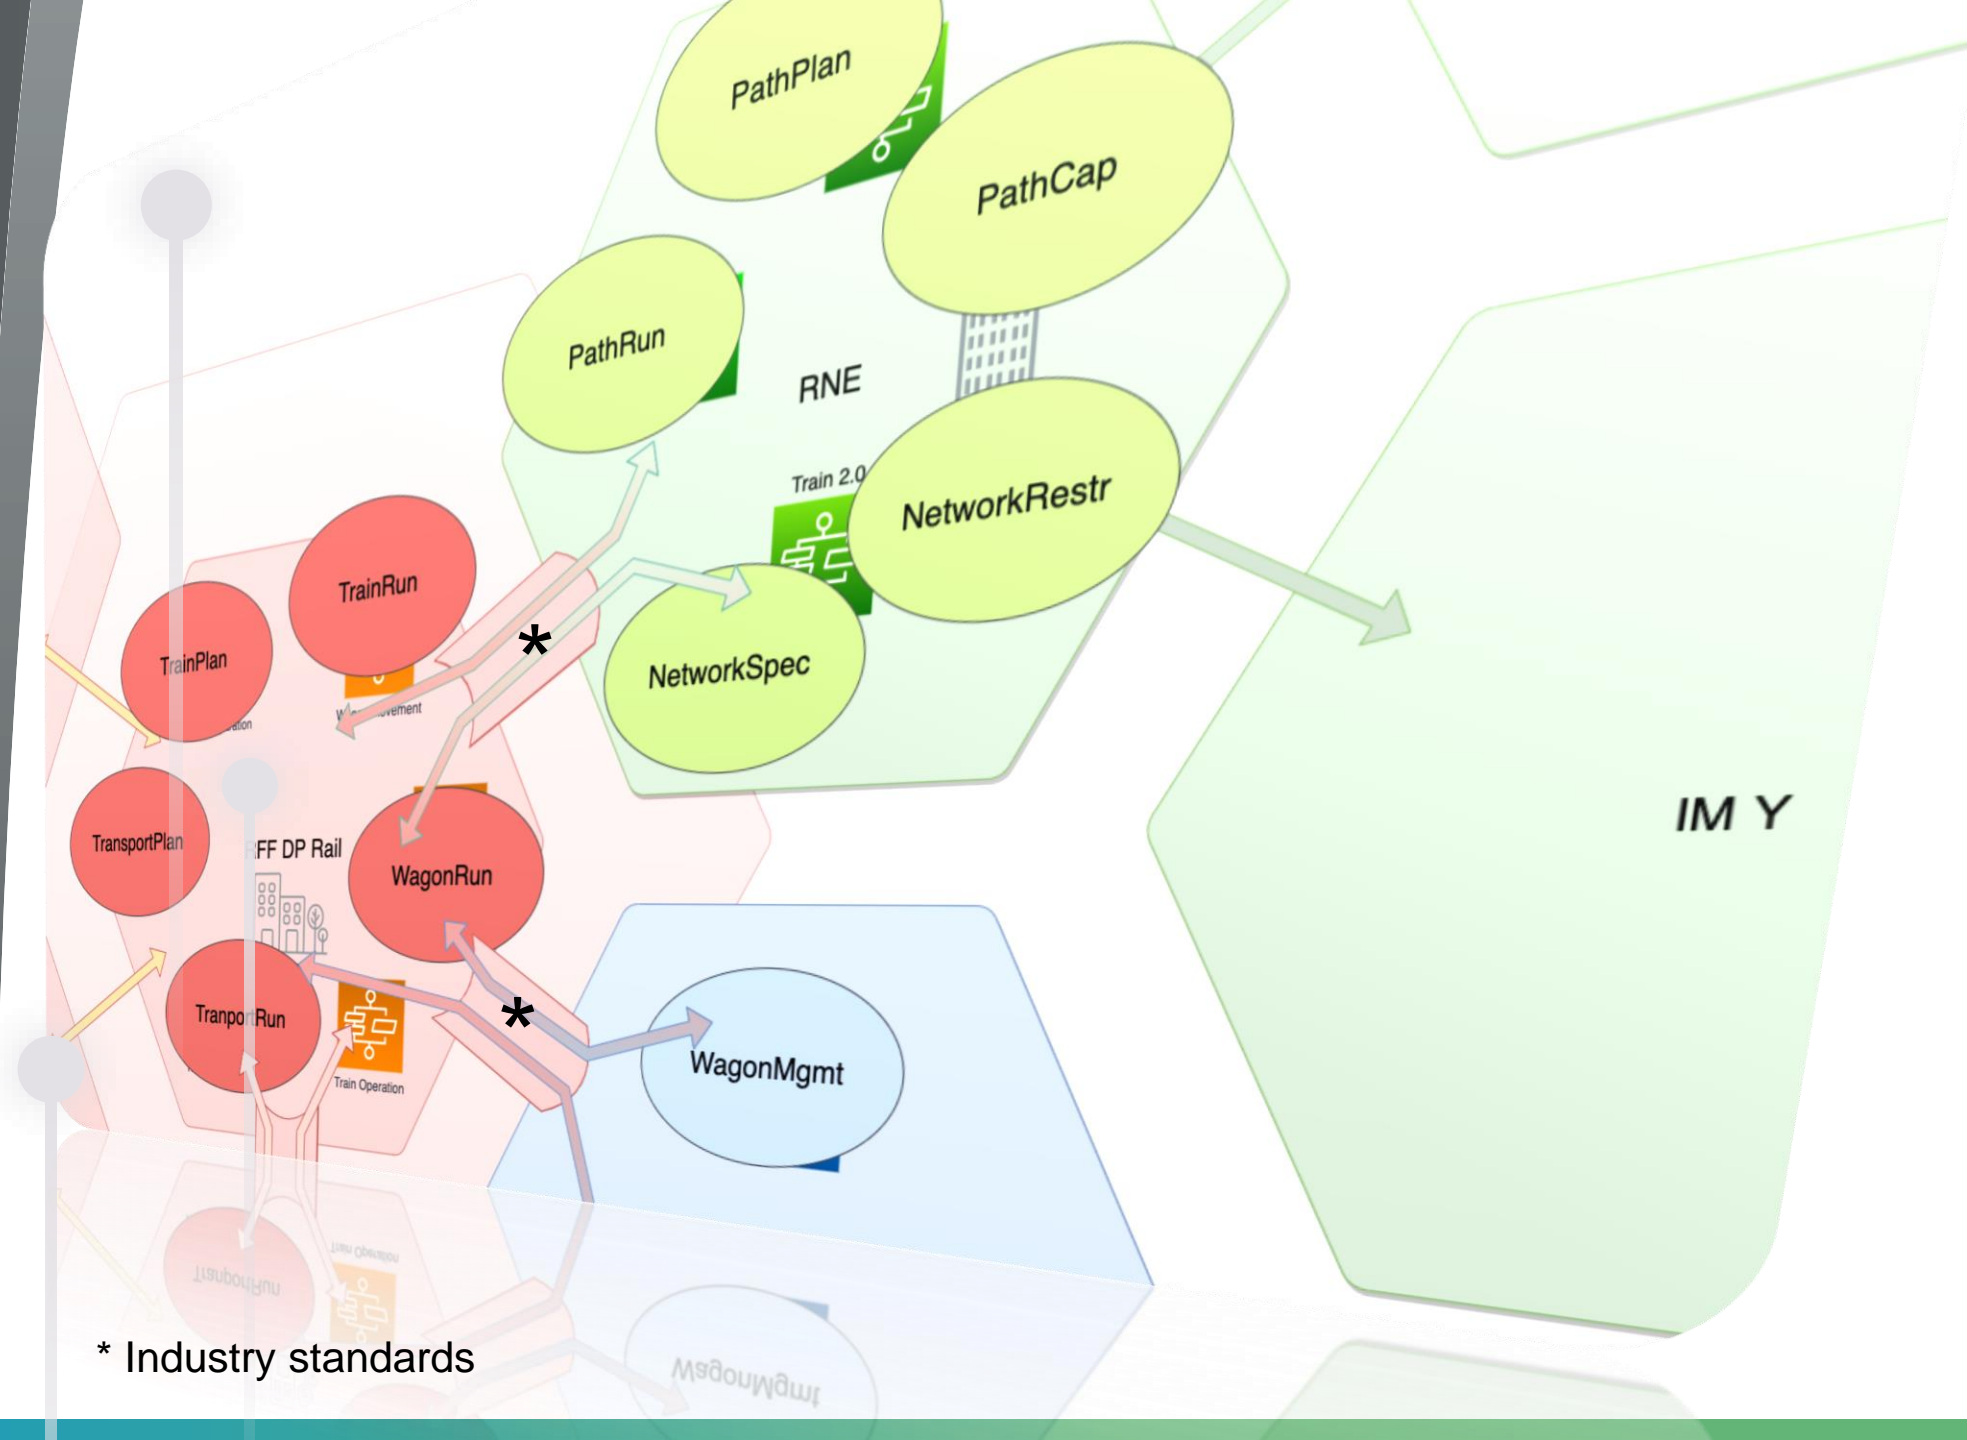 PathPlan
PathCap
PathRun
RNE
Train 2.0
NetworkRestr
TrainRun
*
TrainPlan
NetworkSpec
IM Y
TransportPlan
FF DP Rail
WagonRun
*
TranportRun
WagonMgmt
Train Operation
* Industry standards